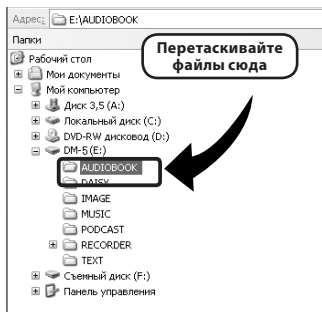 Адрес: E:\AUDIOBOOK
Папки
Перетаскивайте
файлы сюда
Рабочий стол
Мои документы
Мой компьютер
Диск 3,5 (A:)
Локальный диск (C:)
DVD-RW дисковод (D:)
DM-5 (E:)
AUDIOBOOK
DAISY
IMAGE
MUSIC
PODCAST
RECORDER
TEXT
Съемный диск (F:)
Панель управления